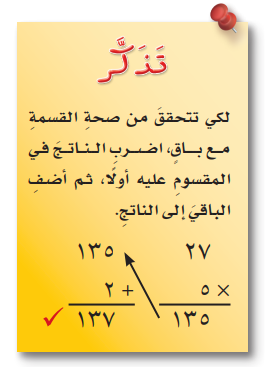 تَذَكَّر
لكي تتحققَ من صحةِ القسمةِ
مع باقٍ، اضربِ الناتجَ في
المقسومِ عليه أولًا، ثم أضفِ
الباقيَ إلى الناتجِ.
٢٧ ١٣٥
× ٥ + ٢
١٣٥ ١٣٧ ✓